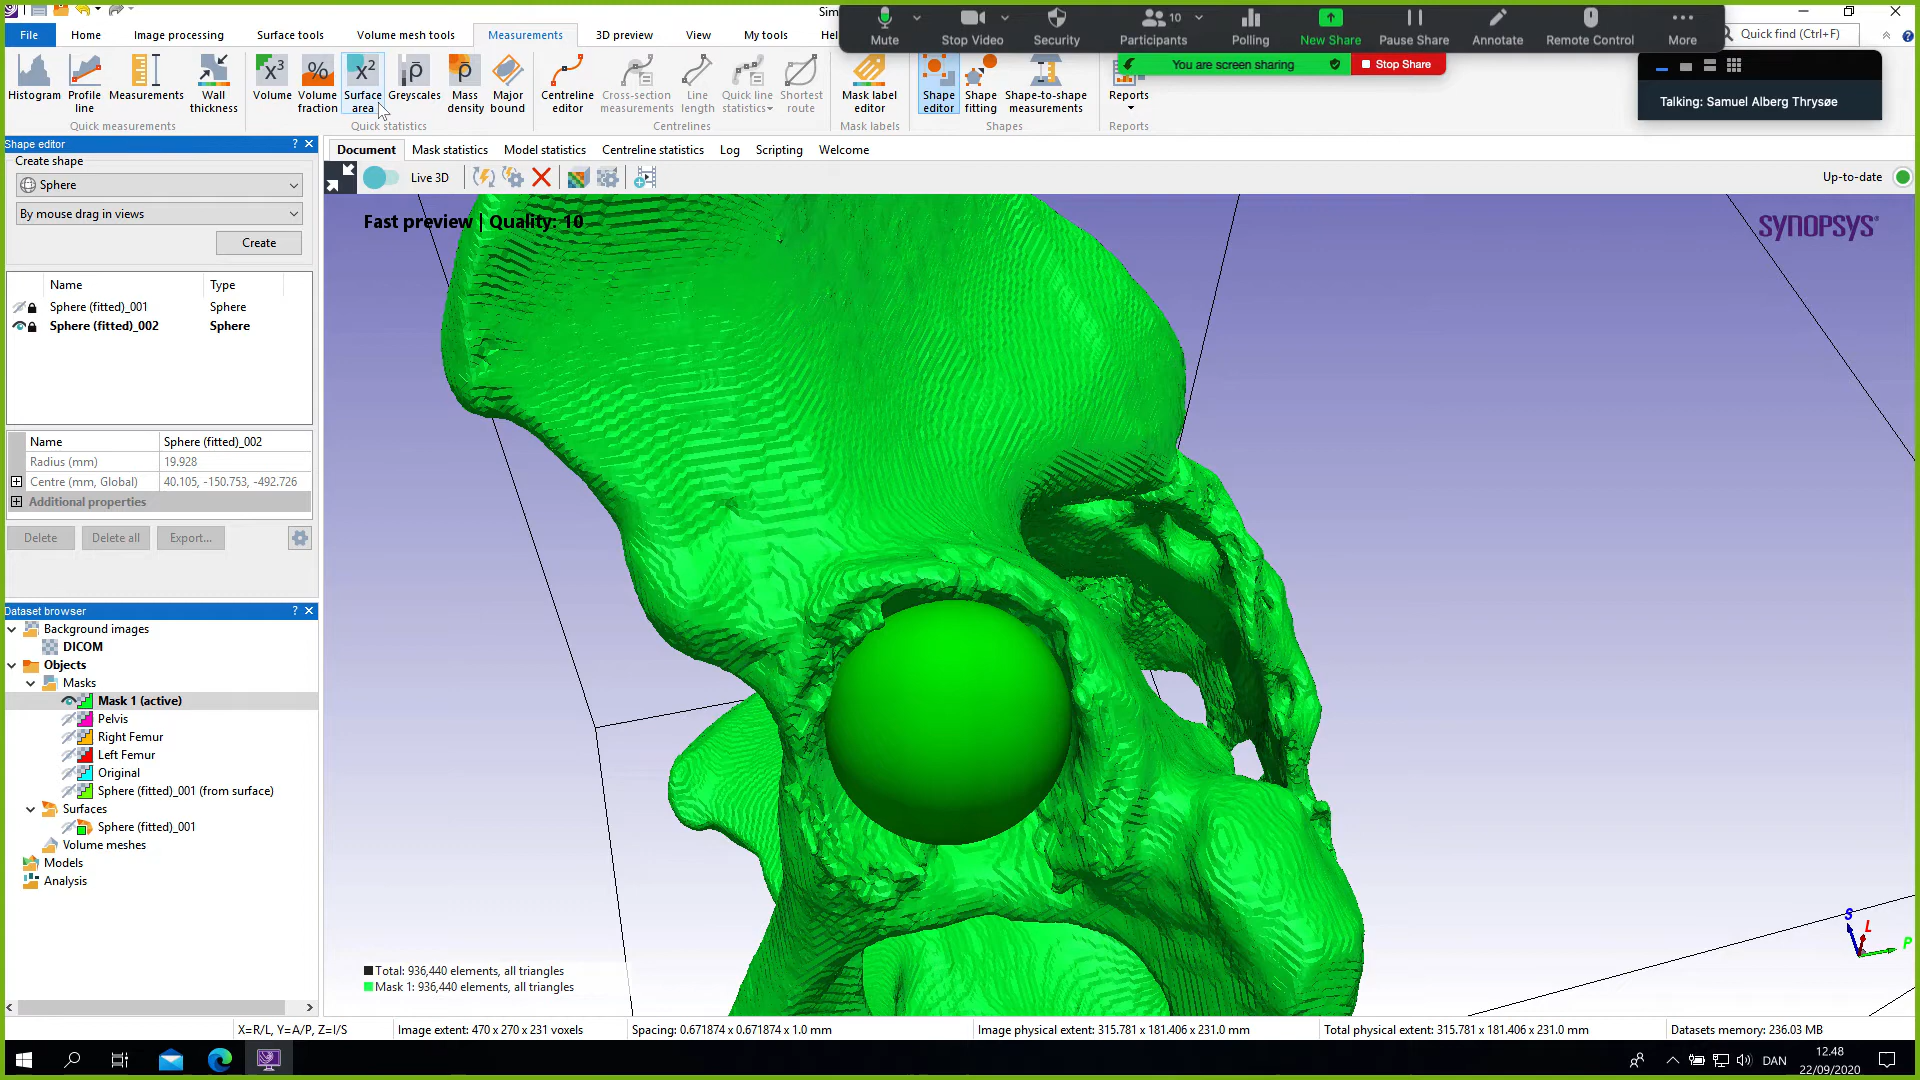 Sim
Mute
Stop Video
Security
Participants
10
Polling
New Share
Pause Share
Annotate
Remote Control
More
Quick find (Ctrl+F)
File
Home
Image processing
Surface tools
Volume mesh tools
Measurements
3D preview
View
My tools
You are screen sharing
Stop Share
Talking: Samuel Alberg Thrysøe
Histogram
Profile line
Measurements
Wall thickness
Volume
Volume fraction
Surface area
Greyscales
Mass density
Major bound
Centreline editor
Cross-section measurements
Line length
Quick line statistics
Shortest route
Mask label editor
Shape editor
Shape fitting
Shape-to-shape measurements
Reports
Quick measurements
Quick statistics
Centrelines
Mask labels
Shapes
Reports
Shape editor
Create shape
Sphere
By mouse drag in views
Create
Name Type
Sphere (fitted)_001 Sphere
Sphere (fitted)_002 Sphere
Name Sphere (fitted)_002
Radius (mm) 19.928
Centre (mm, Global) 40.105, -150.753, -492.726
Additional properties
Delete
Delete all
Export...
Document
Mask statistics
Model statistics
Centreline statistics
Log
Scripting
Welcome
Live 3D
Up-to-date
Fast preview | Quality: 10
SYNOPSYS
Dataset browser
Background images
DICOM
Objects
Masks
Mask 1 (active)
Pelvis
Right Femur
Left Femur
Original
Sphere (fitted)_001 (from surface)
Surfaces
Sphere (fitted)_001
Volume meshes
Models
Analysis
S
L
P
Total: 936,440 elements, all triangles
Mask 1: 936,440 elements, all triangles
X=R/L, Y=A/P, Z=I/S
Image extent: 470 x 270 x 231 voxels
Spacing: 0.671874 x 0.671874 x 1.0 mm
Image physical extent: 315.781 x 181.406 x 231.0 mm
Total physical extent: 315.781 x 181.406 x 231.0 mm
Datasets memory: 236.03 MB
DAN
12.48
22/09/2020